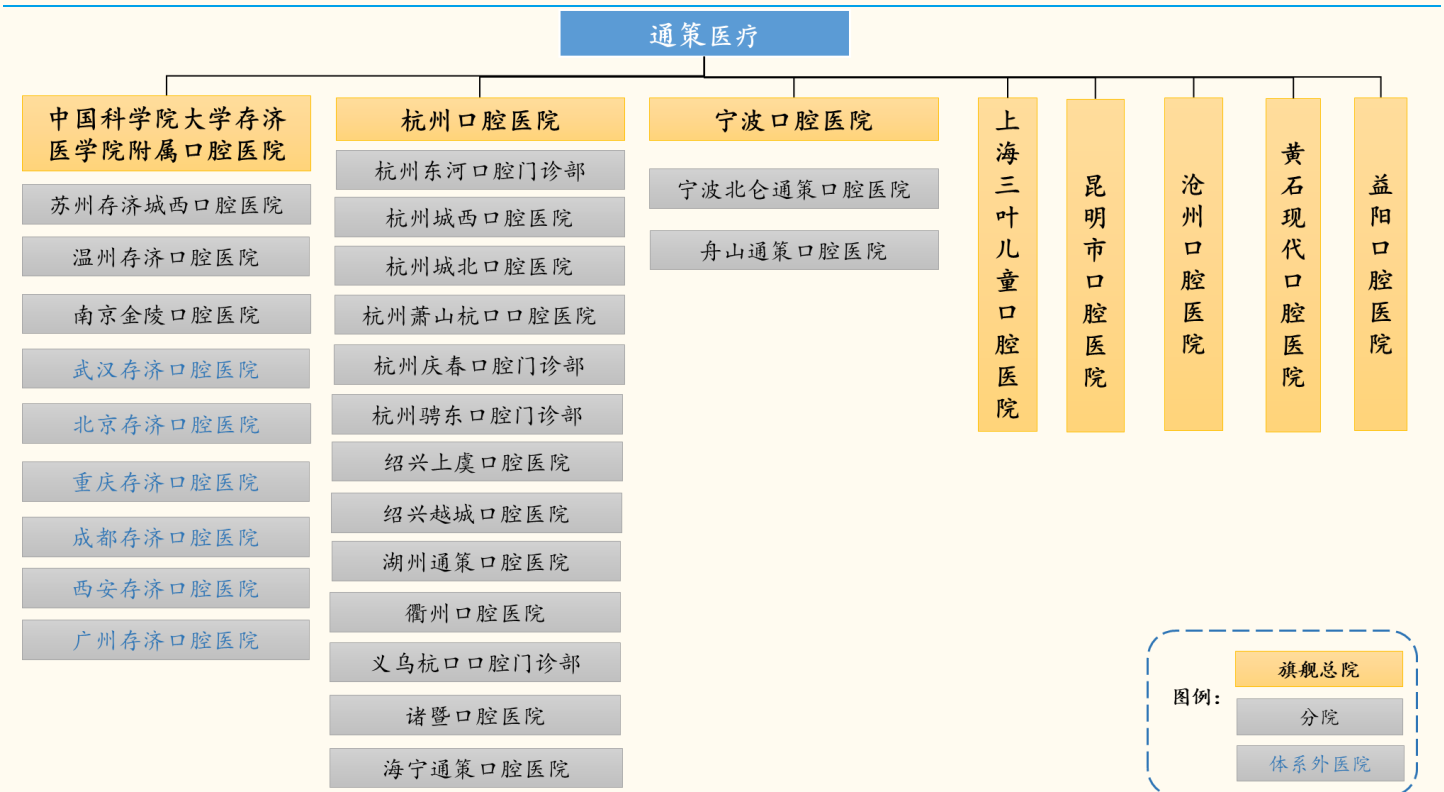 通策医疗
中国科学院大学存济
医学院附属口腔医院
苏州存济城西口腔医院
温州存济口腔医院
南京金陵口腔医院
武汉存济口腔医院
北京存济口腔医院
重庆存济口腔医院
成都存济口腔医院
西安存济口腔医院
广州存济口腔医院
杭州口腔医院
杭州东河口腔门诊部
杭州城西口腔医院
杭州城北口腔医院
杭州萧山杭口口腔医院
杭州庆春口腔门诊部
杭州骋东口腔门诊部
绍兴上虞口腔医院
绍兴越城口腔医院
湖州通策口腔医院
衢州口腔医院
义乌杭口口腔门诊部
诸暨口腔医院
海宁通策口腔医院
宁波口腔医院
宁波北仑通策口腔医院
舟山通策口腔医院
上海三叶儿童口腔医院
昆明市口腔医院
沧州口腔医院
黄石现代口腔医院
益阳口腔医院
图例：
旗舰总院
分院
体系外医院